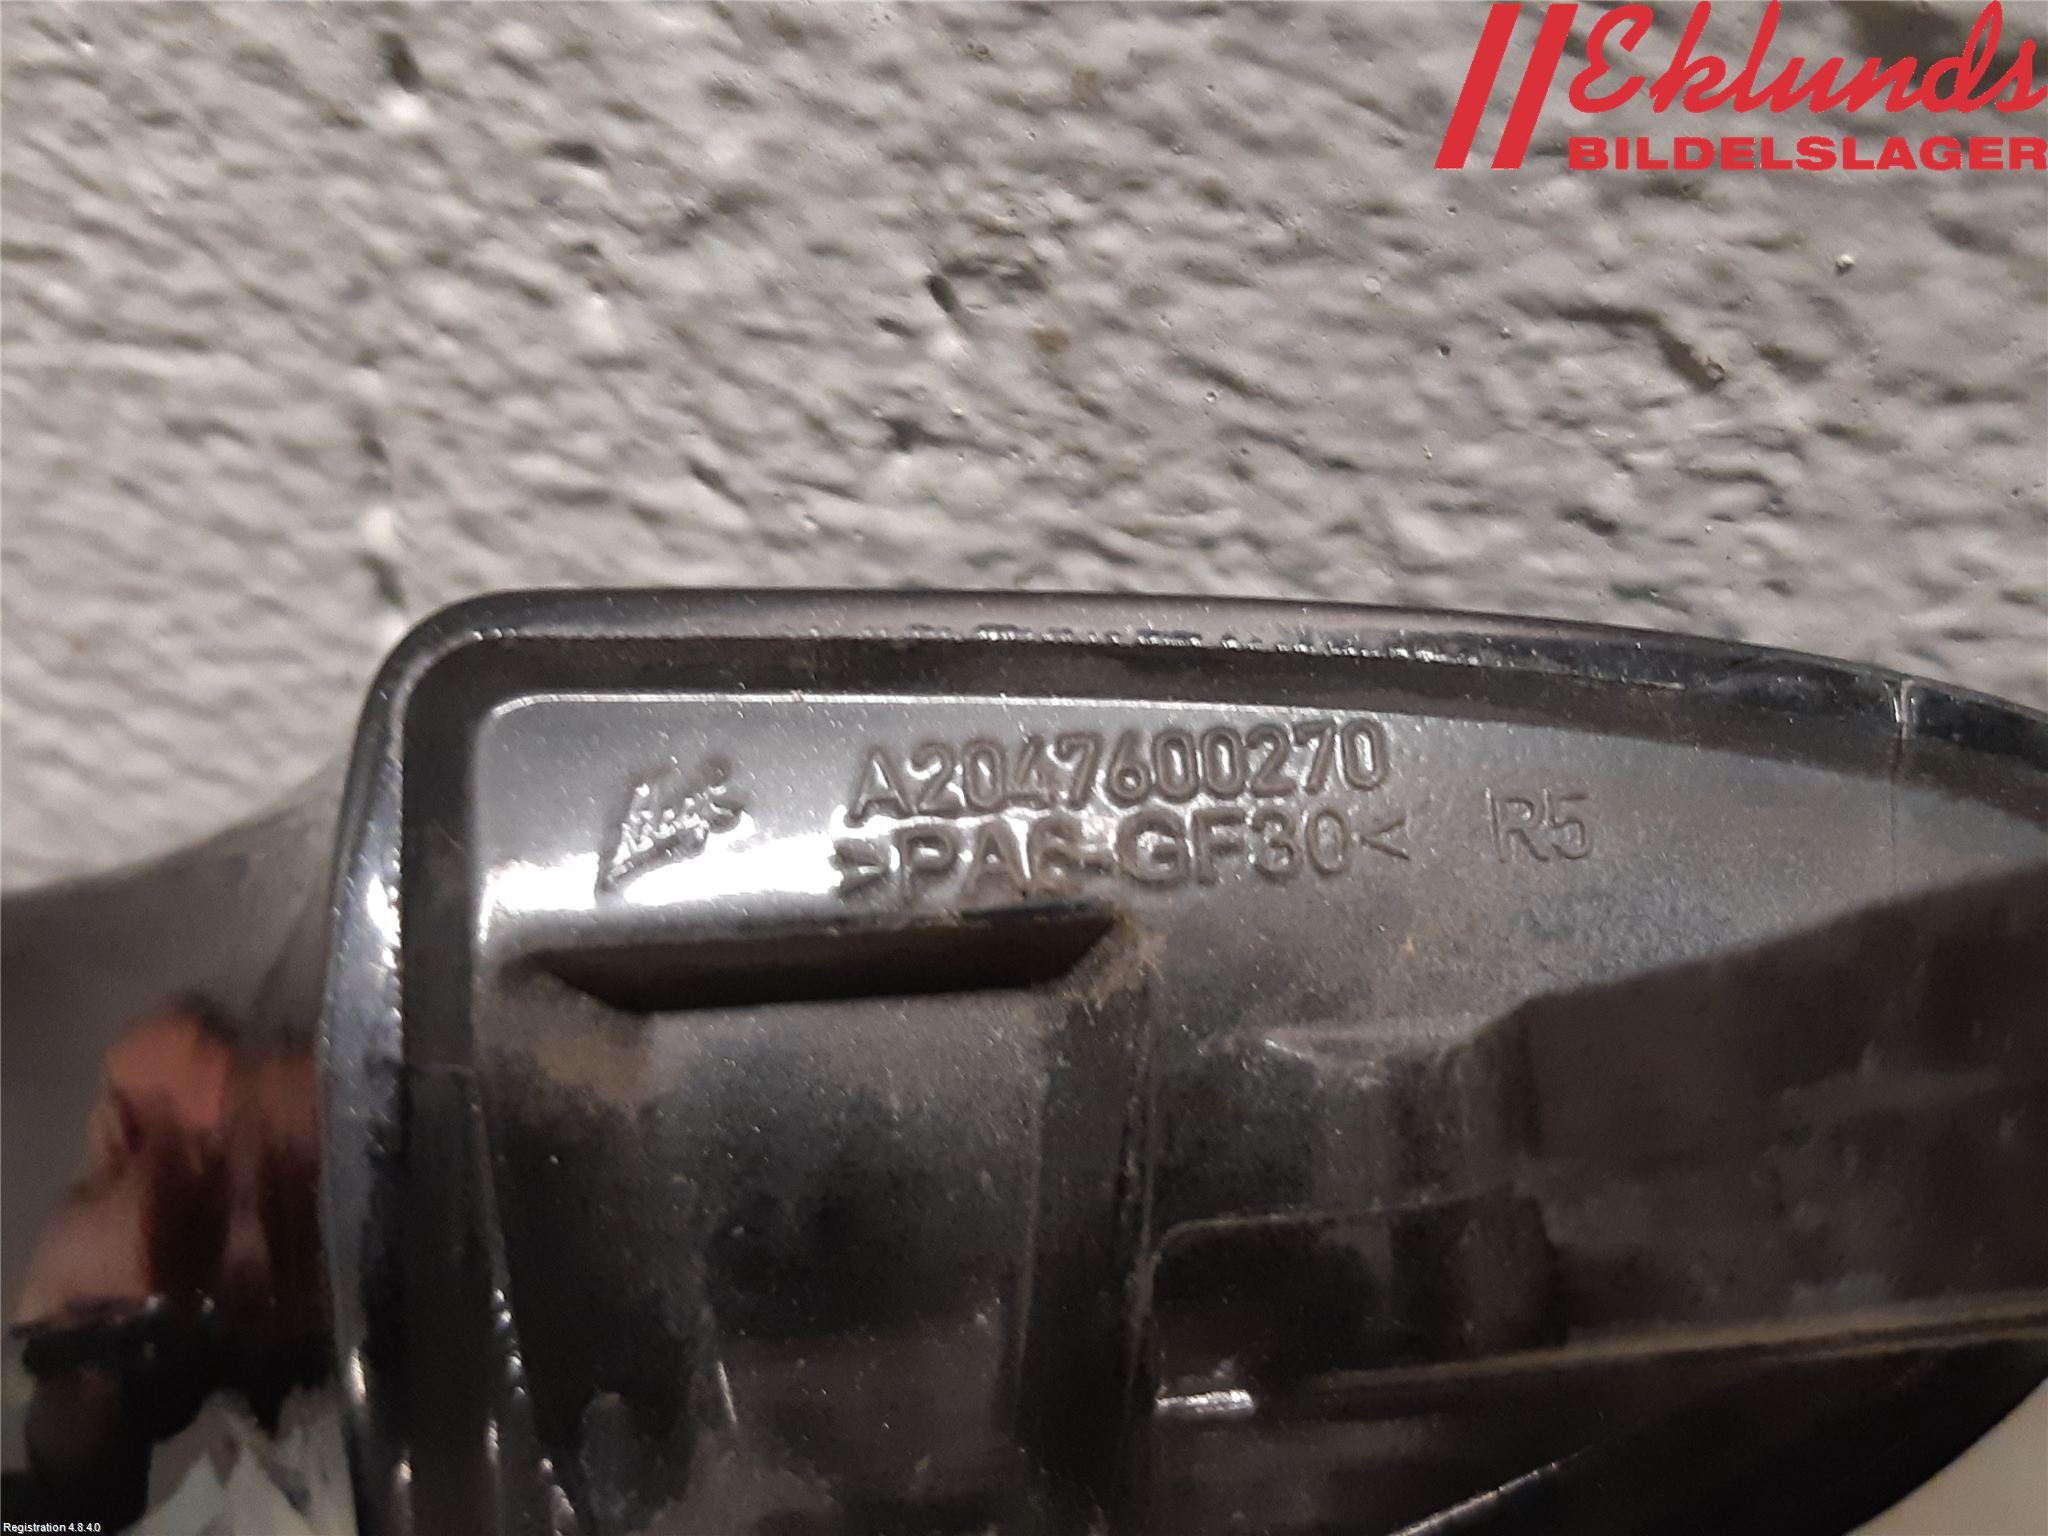 Eklunds
BILDELSLAGER
A2047600270
>PA6-GF30<
R5
Registration 4.8.4.0